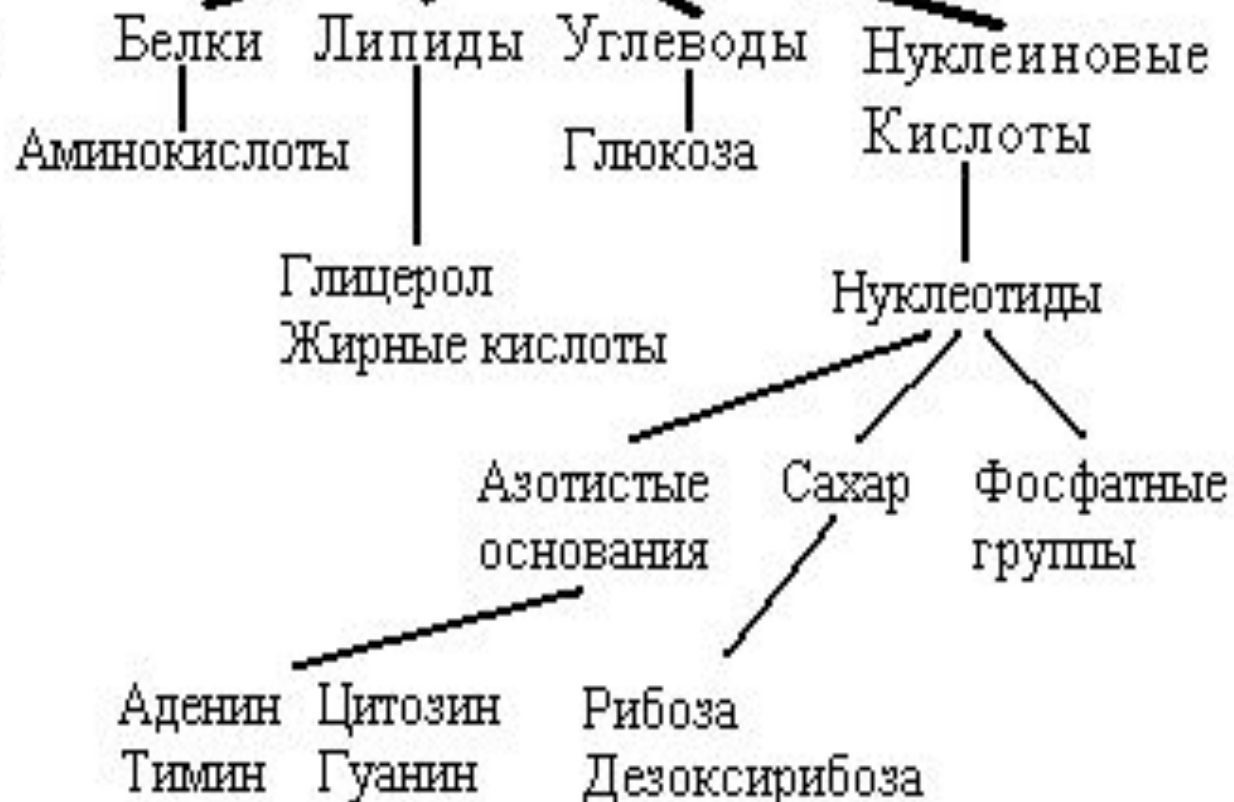 Белки Липиды Углеводы Нуклеиновые
Кислоты
Аминокислоты Глюкоза
Глицерол
Жирные кислоты
Нуклеотиды
Азотистые
основания
Сахар
Фосфатные
группы
Аденин Цитозин
Тимин Гуанин
Рибоза
Дезоксирибоза